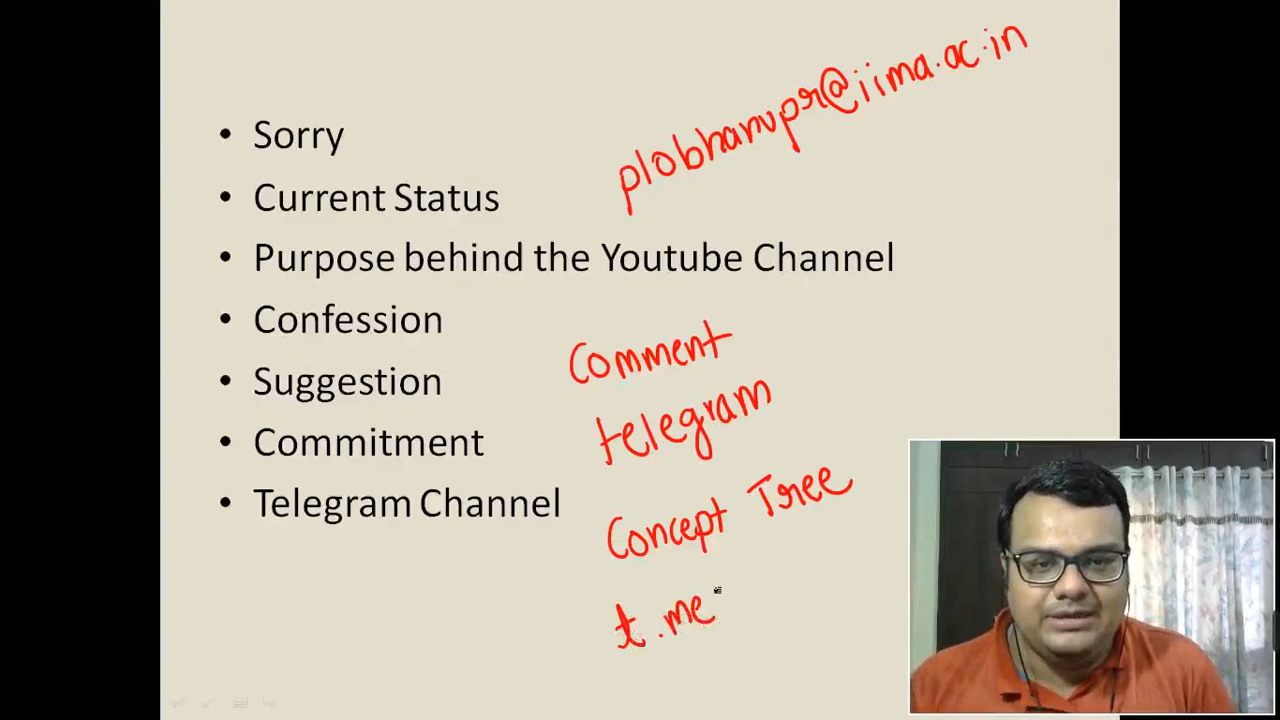 plobhanupr@iima.ac.in
• Sorry
• Current Status
• Purpose behind the Youtube Channel
• Confession
• Suggestion
• Commitment
• Telegram Channel
Comment
telegram
Concept Tree
t.me